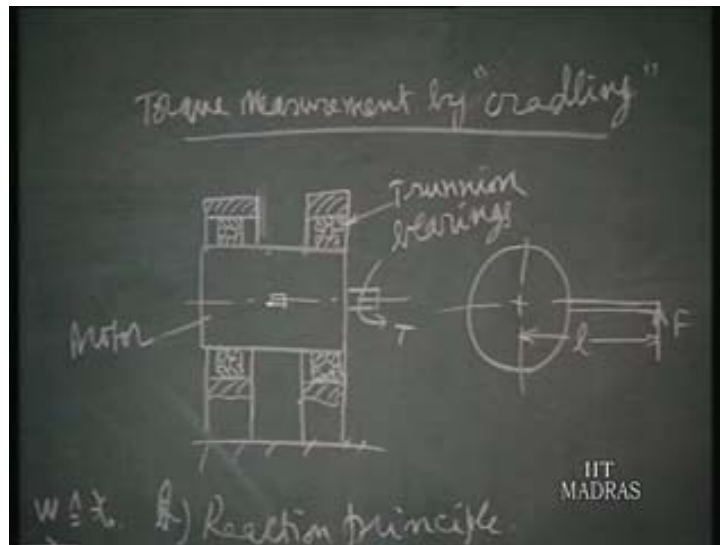 Torque Measurement by "cradling"
Trunnion
bearings
Motor
T
l
F
IIT
MADRAS
b) Reaction principle.